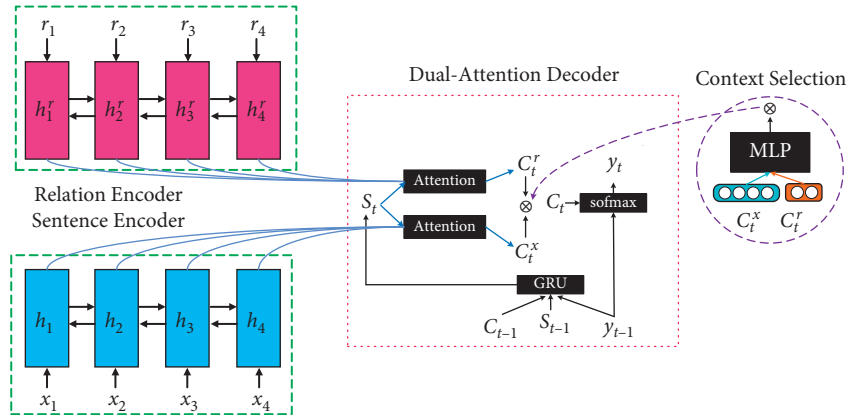 r₁ r₂ r₃ r₄
h₁ʳ h₂ʳ h₃ʳ h₄ʳ
Relation Encoder
Sentence Encoder
h₁ h₂ h₃ h₄
x₁ x₂ x₃ x₄
Dual-Attention Decoder
Attention
Cₜʳ
yₜ
Sₜ
⊗
Cₜ
sofmax
Attention
Cₜˣ
GRU
Cₜ₋₁
Sₜ₋₁
yₜ₋₁
Context Selection
⊗
MLP
Cₜˣ Cₜʳ